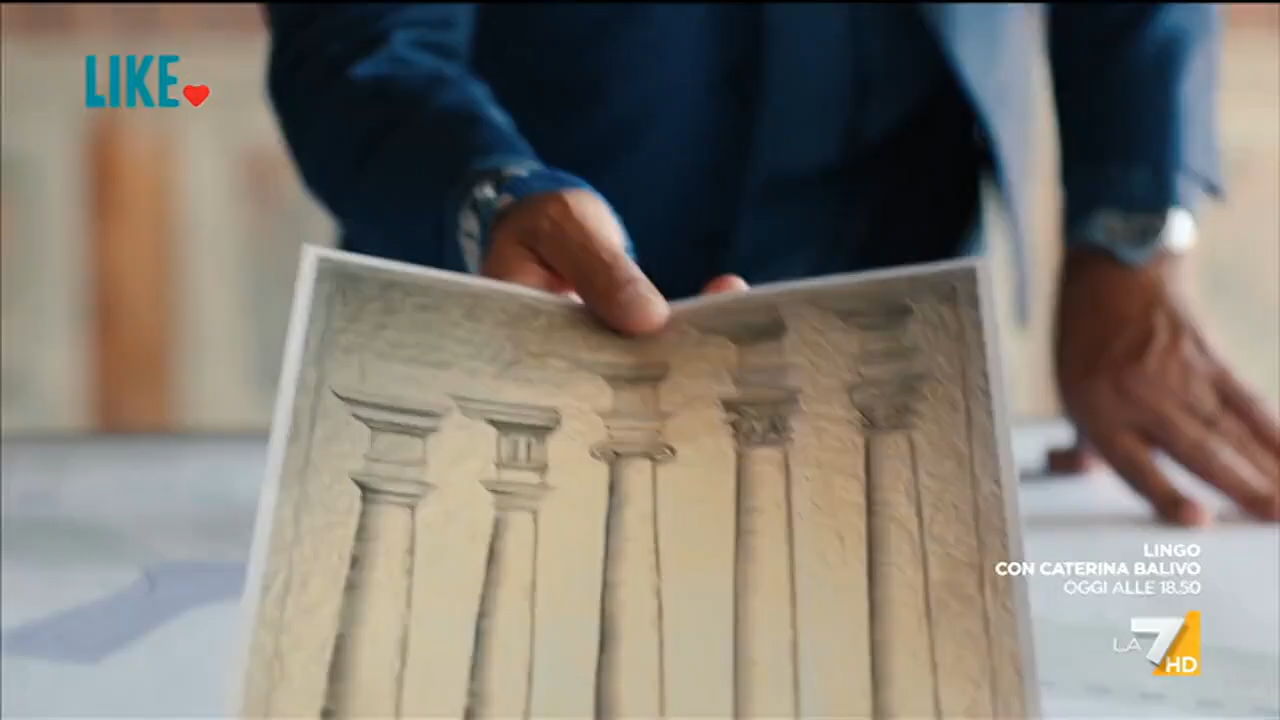 LIKE
LINGO
CON CATERINA BALIVO
OGGI ALLE 18.50
LA7
HD